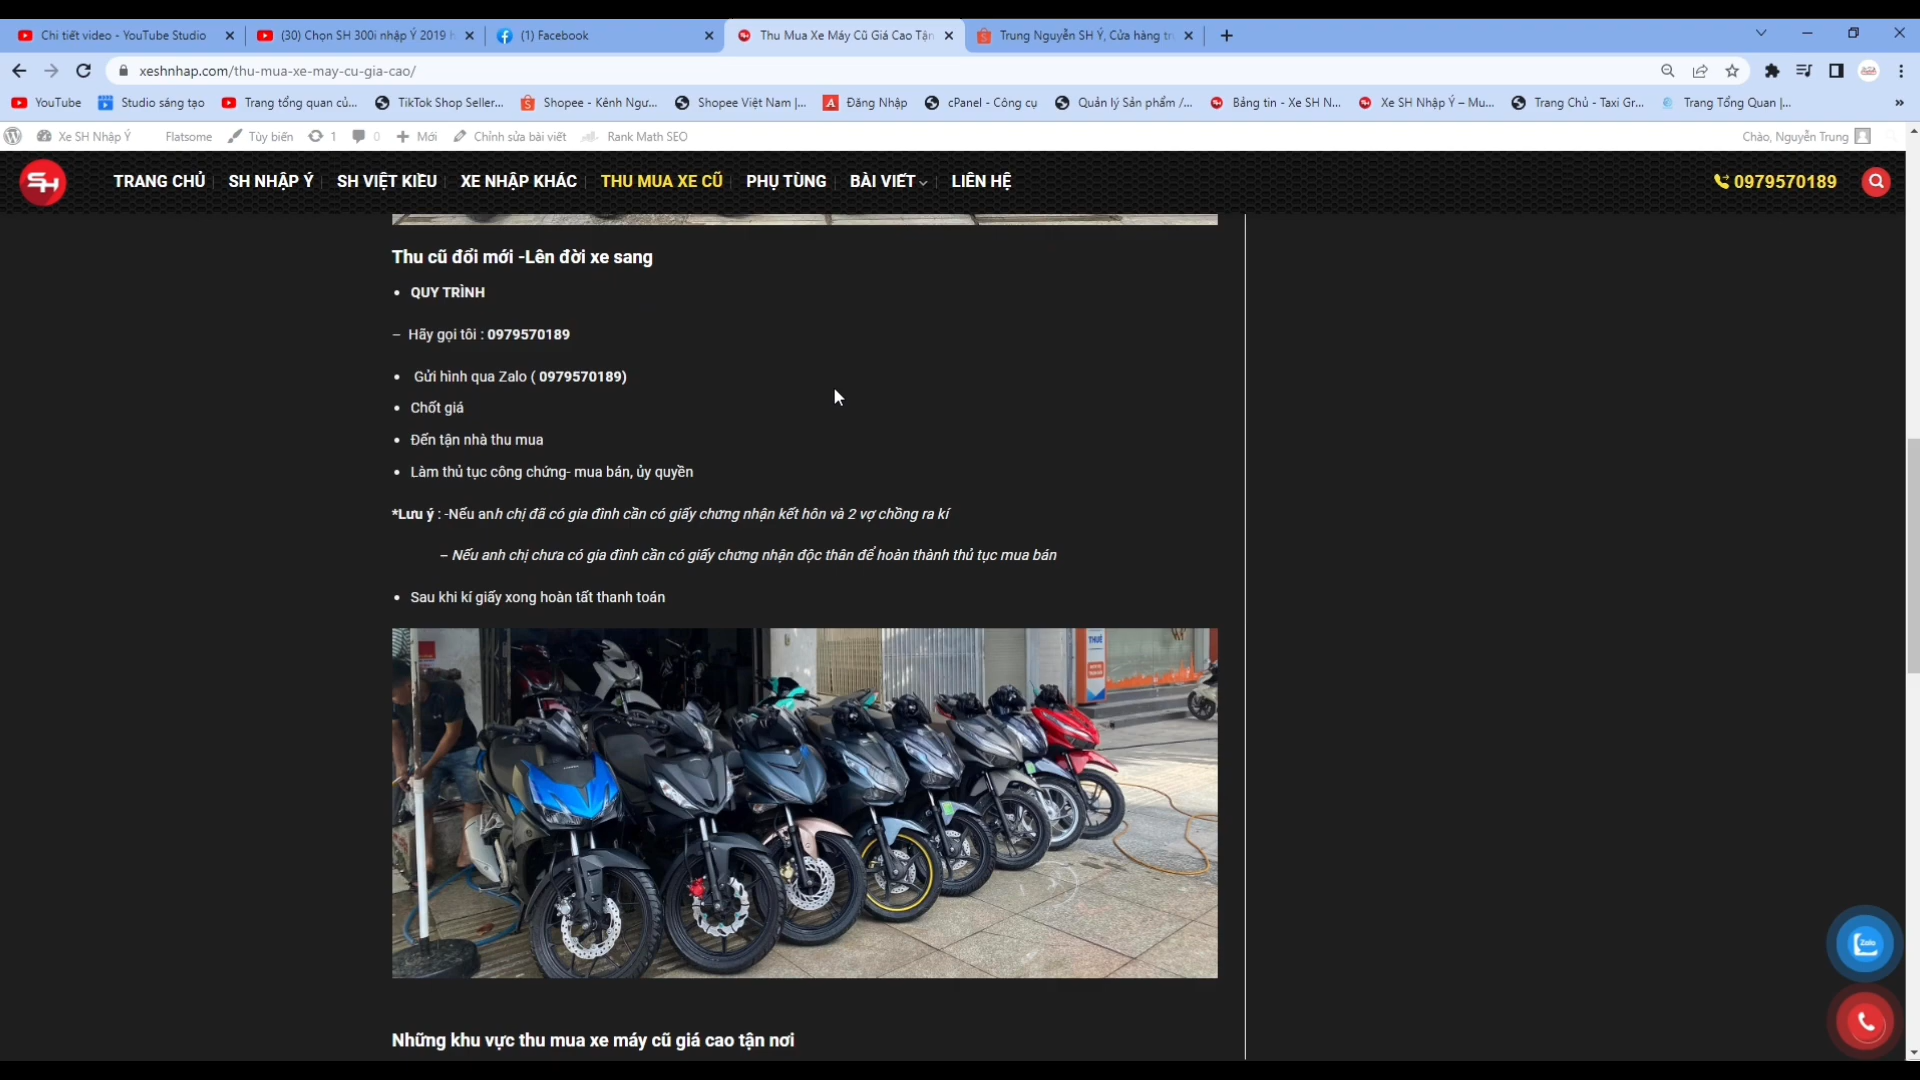 Chi tiết video - YouTube Studio
(30) Chọn SH 300i nhập Ý 2019 h
(1) Facebook
Thu Mua Xe Máy Cũ Giá Cao Tận
Trung Nguyễn SH Ý, Cửa hàng tr
xeshnhap.com/thu-mua-xe-may-cu-gia-cao/
YouTube
Studio sáng tạo
Trang tổng quan củ...
TikTok Shop Seller...
Shopee - Kênh Ngư...
Shopee Việt Nam |...
Đăng Nhập
cPanel - Công cụ
Quản lý Sản phẩm /...
Bảng tin - Xe SH N...
Xe SH Nhập Ý – Mu...
Trang Chủ - Taxi Gr...
Trang Tổng Quan |...
»
Xe SH Nhập Ý
Flatsome
Tùy biến
1
0
Mới
Chỉnh sửa bài viết
Rank Math SEO
Chào, Nguyễn Trung
SH
TRANG CHỦ
SH NHẬP Ý
SH VIỆT KIỀU
XE NHẬP KHÁC
THU MUA XE CŨ
PHỤ TÙNG
BÀI VIẾT
LIÊN HỆ
0979570189
Thu cũ đổi mới -Lên đời xe sang
• QUY TRÌNH
– Hãy gọi tôi : 0979570189
• Gửi hình qua Zalo ( 0979570189)
• Chốt giá
• Đến tận nhà thu mua
• Làm thủ tục công chứng- mua bán, ủy quyền
*Lưu ý : -Nếu anh chị đã có gia đình cần có giấy chứng nhận kết hôn và 2 vợ chồng ra kí
– Nếu anh chị chưa có gia đình cần có giấy chứng nhận độc thân để hoàn thành thủ tục mua bán
• Sau khi kí giấy xong hoàn tất thanh toán
THUÊ
Những khu vực thu mua xe máy cũ giá cao tận nơi
Zalo